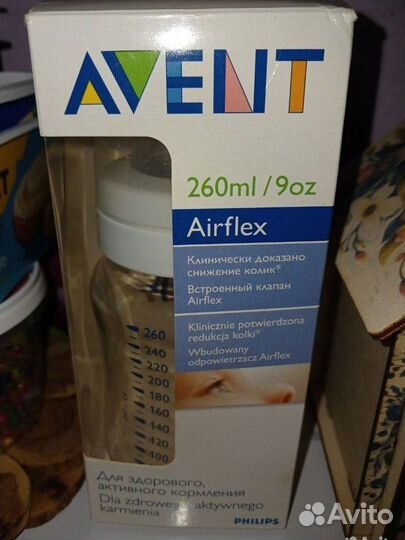 AVENT
260ml/9oz
Airflex
Клинически доказано
снижение колик*
Встроенный клапан
Airflex
Klinicznie potwierdzona
redukcja kolki*
Wbudowany
odpowietrzacz Airflex
260
240
220
200
180
160
140
120
100
Для здорового,
активного кормления
Dla zdrowego, aktywnego
karmienia
PHILIPS
NT
Avito